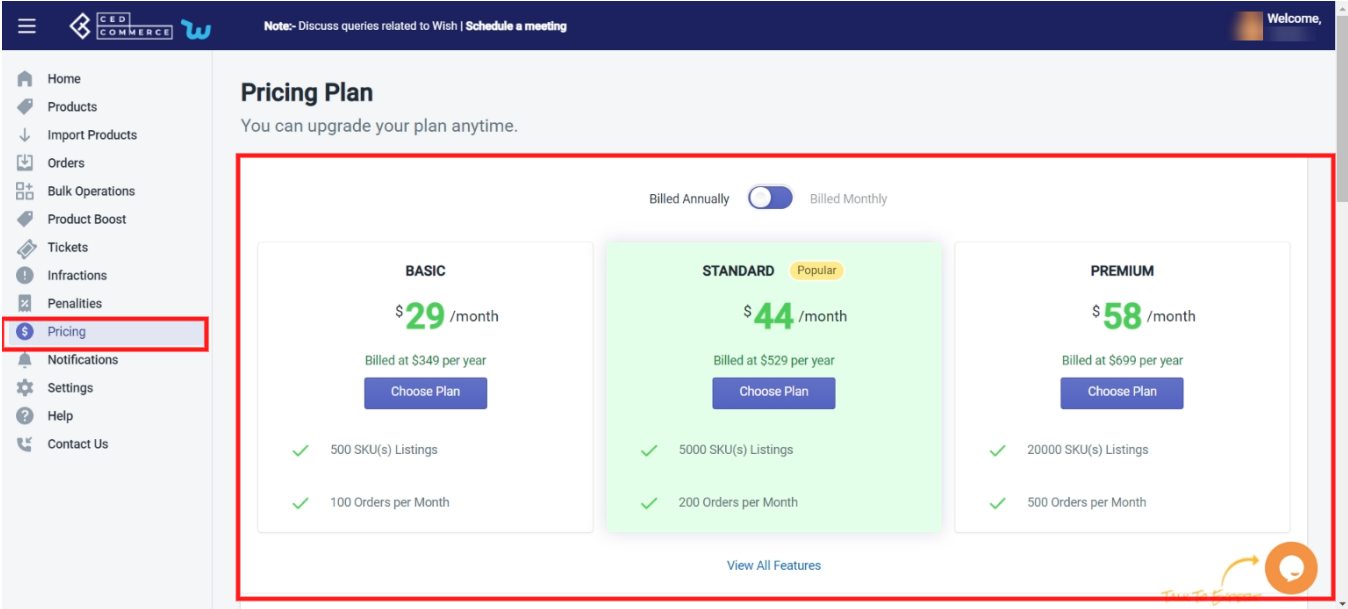 CED
COMMERCE
Note:- Discuss queries related to Wish | Schedule a meeting
Welcome,
Home
Products
Import Products
Orders
Bulk Operations
Product Boost
Tickets
Infractions
Penalities
Pricing
Notifications
Settings
Help
Contact Us
Pricing Plan
You can upgrade your plan anytime.
Billed Annually Billed Monthly
BASIC
$29 /month
Billed at $349 per year
Choose Plan
500 SKU(s) Listings
100 Orders per Month
STANDARD Popular
$44 /month
Billed at $529 per year
Choose Plan
5000 SKU(s) Listings
200 Orders per Month
PREMIUM
$58 /month
Billed at $699 per year
Choose Plan
20000 SKU(s) Listings
500 Orders per Month
View All Features
Talk To Expert